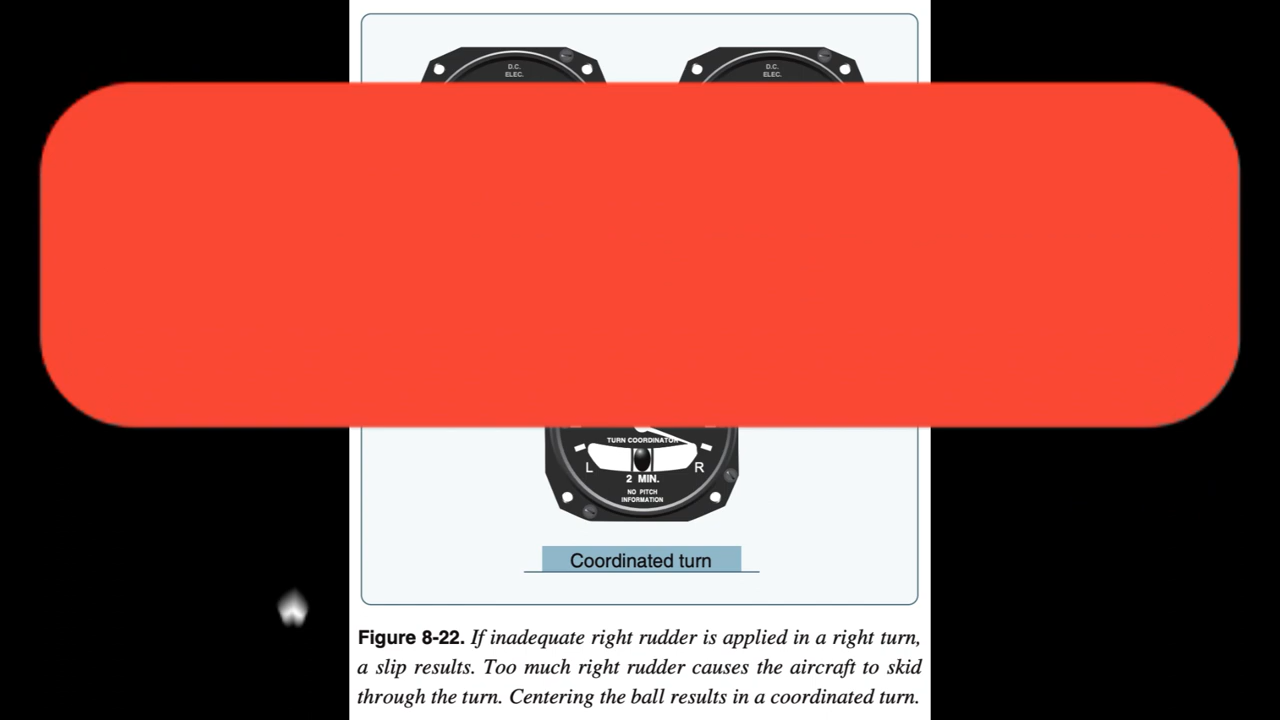 D.C.
ELEC.
D.C.
ELEC.
TURN COORDINATOR
L R
2 MIN.
NO PITCH
INFORMATION
Coordinated turn
Figure 8-22. If inadequate right rudder is applied in a right turn,
a slip results. Too much right rudder causes the aircraft to skid
through the turn. Centering the ball results in a coordinated turn.